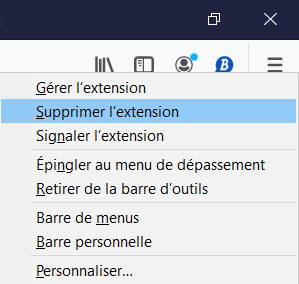 B
Gérer l'extension
Supprimer l'extension
Signaler l'extension
Épingler au menu de dépassement
Retirer de la barre d'outils
Barre de menus
Barre personnelle
Personnaliser...